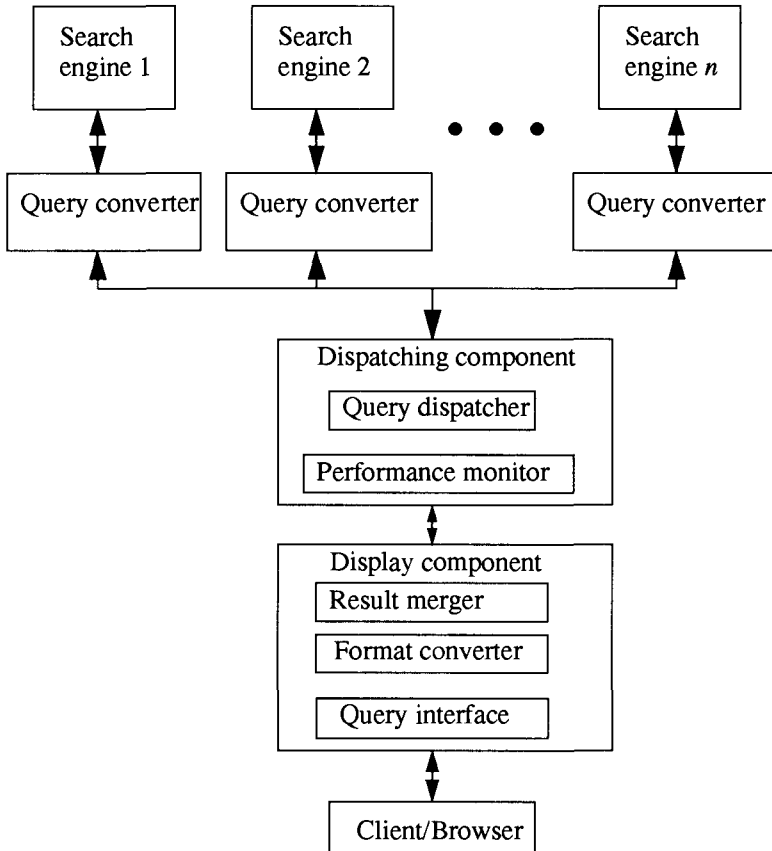 Search
engine 1
Search
engine 2
Search
engine n
Query converter
Query converter
Query converter
Dispatching component
Query dispatcher
Performance monitor
Display component
Result merger
Format converter
Query interface
Client/Browser